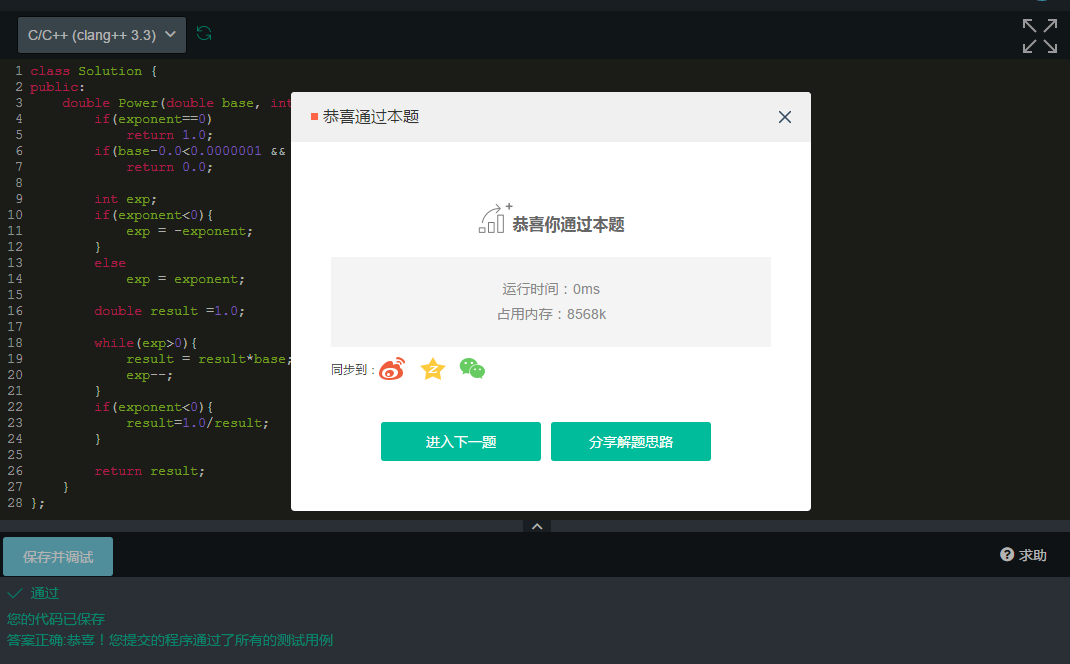 C/C++ (clang++ 3.3)
1 class Solution {
2 public:
3 double Power(double base, int
4 if(exponent==0)
5 return 1.0;
6 if(base-0.0<0.0000001 &&
7 return 0.0;
8
9 int exp;
10 if(exponent<0){
11 exp = -exponent;
12 }
13 else
14 exp = exponent;
15
16 double result =1.0;
17
18 while(exp>0){
19 result = result*base;
20 exp--;
21 }
22 if(exponent<0){
23 result=1.0/result;
24 }
25
26 return result;
27 }
28 };
恭喜通过本题
恭喜你通过本题
运行时间：0ms
占用内存：8568k
同步到：
进入下一题
分享解题思路
保存并调试
求助
通过
您的代码已保存
答案正确:恭喜！您提交的程序通过了所有的测试用例